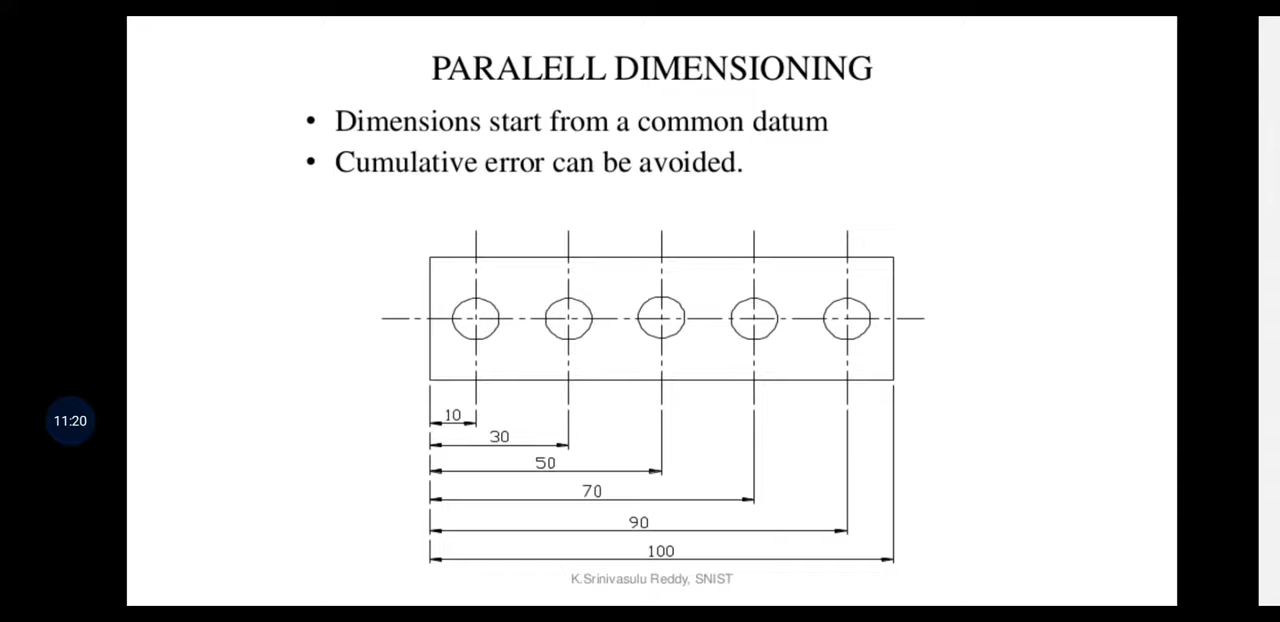 PARALELL DIMENSIONING
• Dimensions start from a common datum
• Cumulative error can be avoided.
10
30
11:20
50
70
90
100
K.Srinivasulu Reddy, SNIST